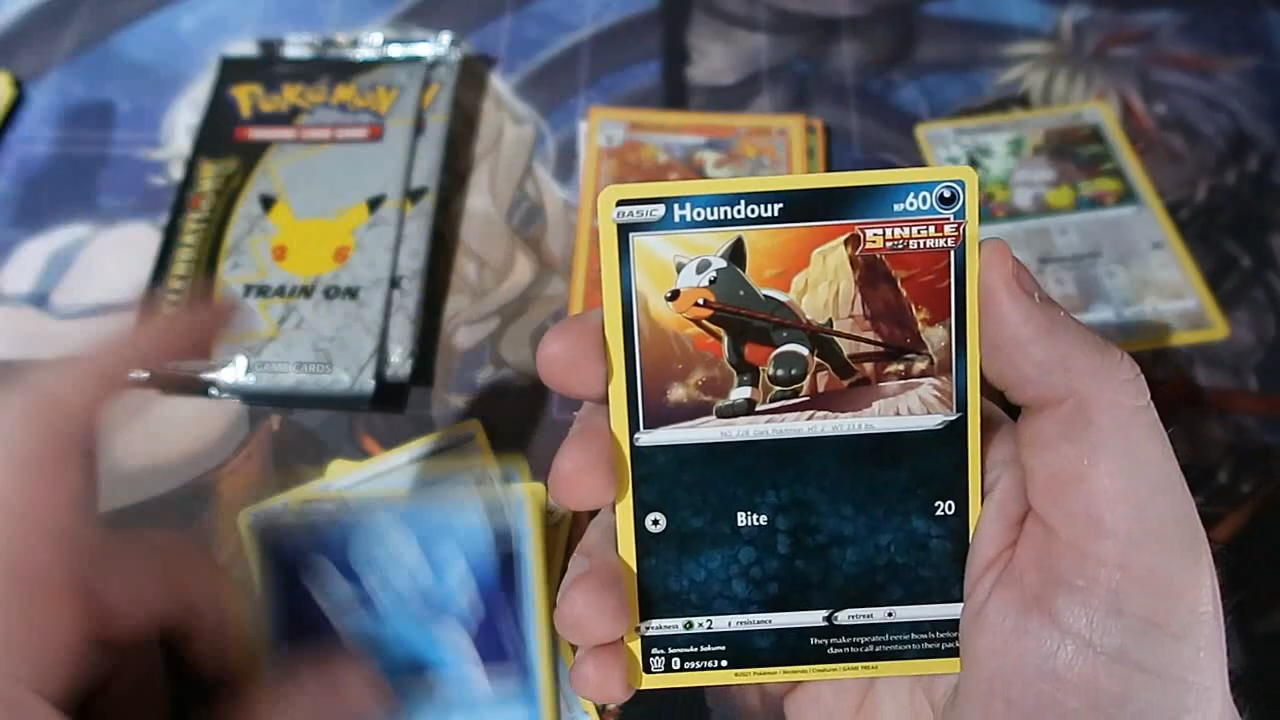 POKéMON
TRADING CARD GAME
TRAIN ON
GAME CARDS
BASIC
Houndour
HP60
SINGLE
STRIKE
NO. 228 Dark Pokémon HT: 2' WT: 23.8 lbs.
Bite
20
weakness ×2
resistance
retreat
They make repeated eerie howls before
dawn to call attention to their pack
Illus. Sanosuke Sakuma
E 095/163
©2021 Pokémon / Nintendo / Creatures / GAME FREAK